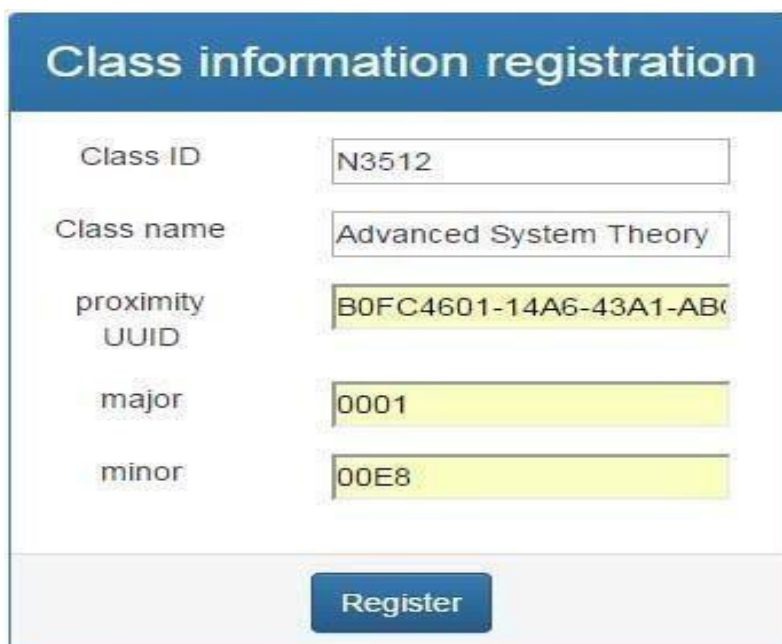 Class information registration
Class ID
N3512
Class name
Advanced System Theory
proximity
UUID
B0FC4601-14A6-43A1-AB
major
0001
minor
00E8
Register